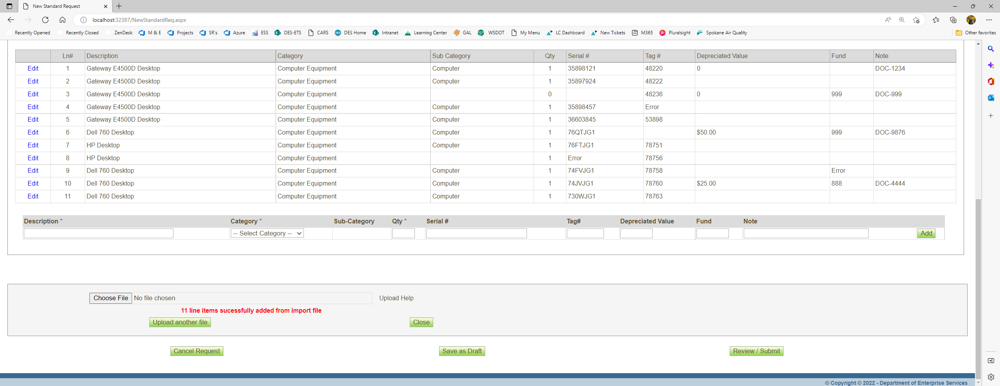 New Standard Request
localhost:32387/NewStandardReq.aspx
Recently Opened Recently Closed ZenDesk M & E Projects SR's Azure ESS DES-ETS CARS DES Home Intranet Learning Center GAL WSDOT My Menu LC Dashboard New Tickets M365 Pluralsight Spokane Air Quality Other favorites
Ln# Description Category Sub Category Qty Serial # Tag # Depreciated Value Fund Note
Edit 1 Gateway E4500D Desktop Computer Equipment Computer 1 35898121 48220 0 DOC-1234
Edit 2 Gateway E4500D Desktop Computer Equipment Computer 1 35897924 48222
Edit 3 Gateway E4500D Desktop Computer Equipment 0 48236 0 999 DOC-999
Edit 4 Gateway E4500D Desktop Computer Equipment Computer 1 35898457 Error
Edit 5 Gateway E4500D Desktop Computer Equipment Computer 1 36603845 53898
Edit 6 Dell 760 Desktop Computer Equipment Computer 1 76QTJG1 $50.00 999 DOC-9876
Edit 7 HP Desktop Computer Equipment Computer 1 76FTJG1 78751
Edit 8 HP Desktop Computer Equipment 1 Error 78756
Edit 9 Dell 760 Desktop Computer Equipment Computer 1 74FVJG1 78758 Error
Edit 10 Dell 760 Desktop Computer Equipment Computer 1 74JVJG1 78760 $25.00 888 DOC-4444
Edit 11 Dell 760 Desktop Computer Equipment Computer 1 730WJG1 78763
Description * Category * Sub-Category Qty * Serial # Tag# Depreciated Value Fund Note
-- Select Category -- Add
Choose File No file chosen Upload Help
11 line items sucessfully added from import file
Upload another file Close
Cancel Request Save as Draft Review / Submit
© Copyright © 2022 - Department of Enterprise Services